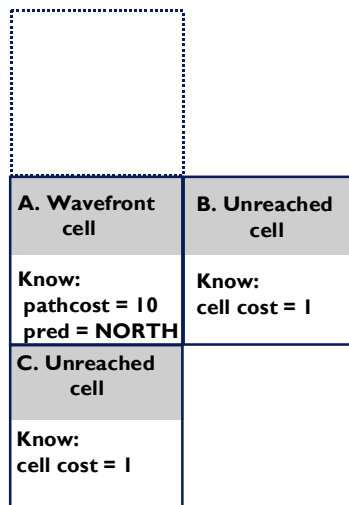 A. Wavefront
cell
Know:
pathcost = 10
pred = NORTH
B. Unreached
cell
Know:
cell cost = 1
C. Unreached
cell
Know:
cell cost = 1